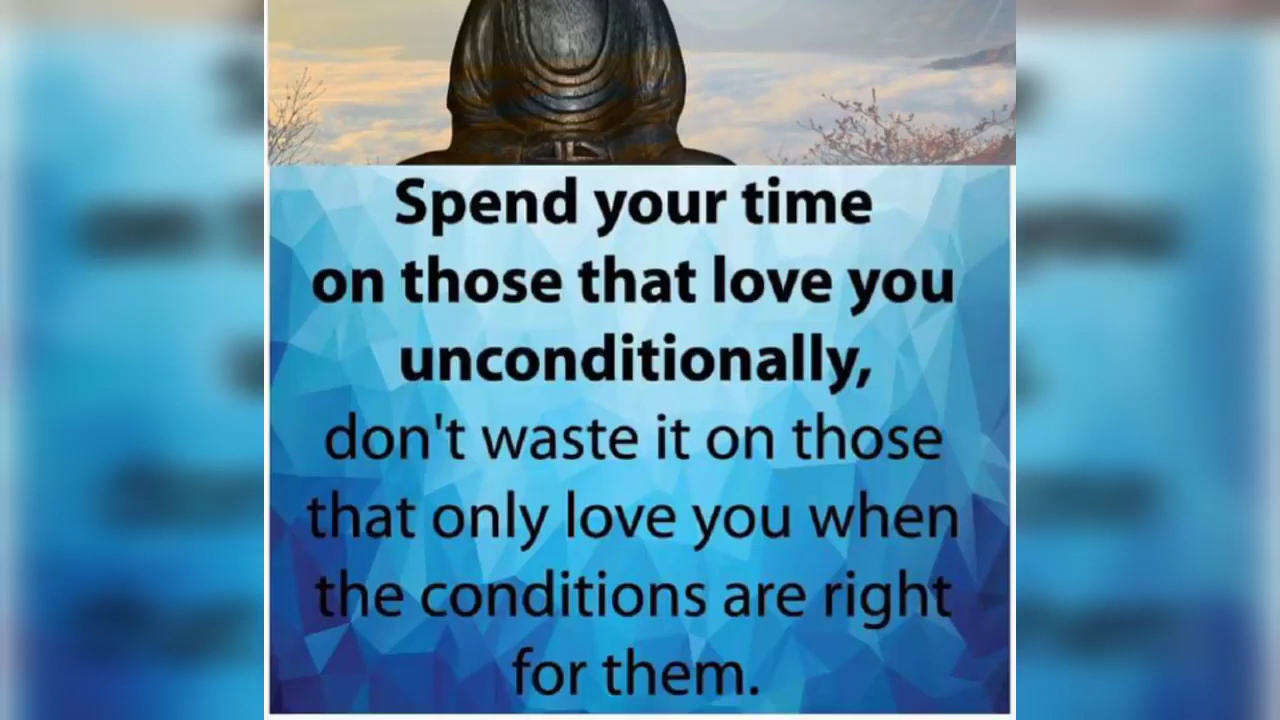 Spend your time
on those that love you
unconditionally,
don't waste it on those
that only love you when
the conditions are right
for them.